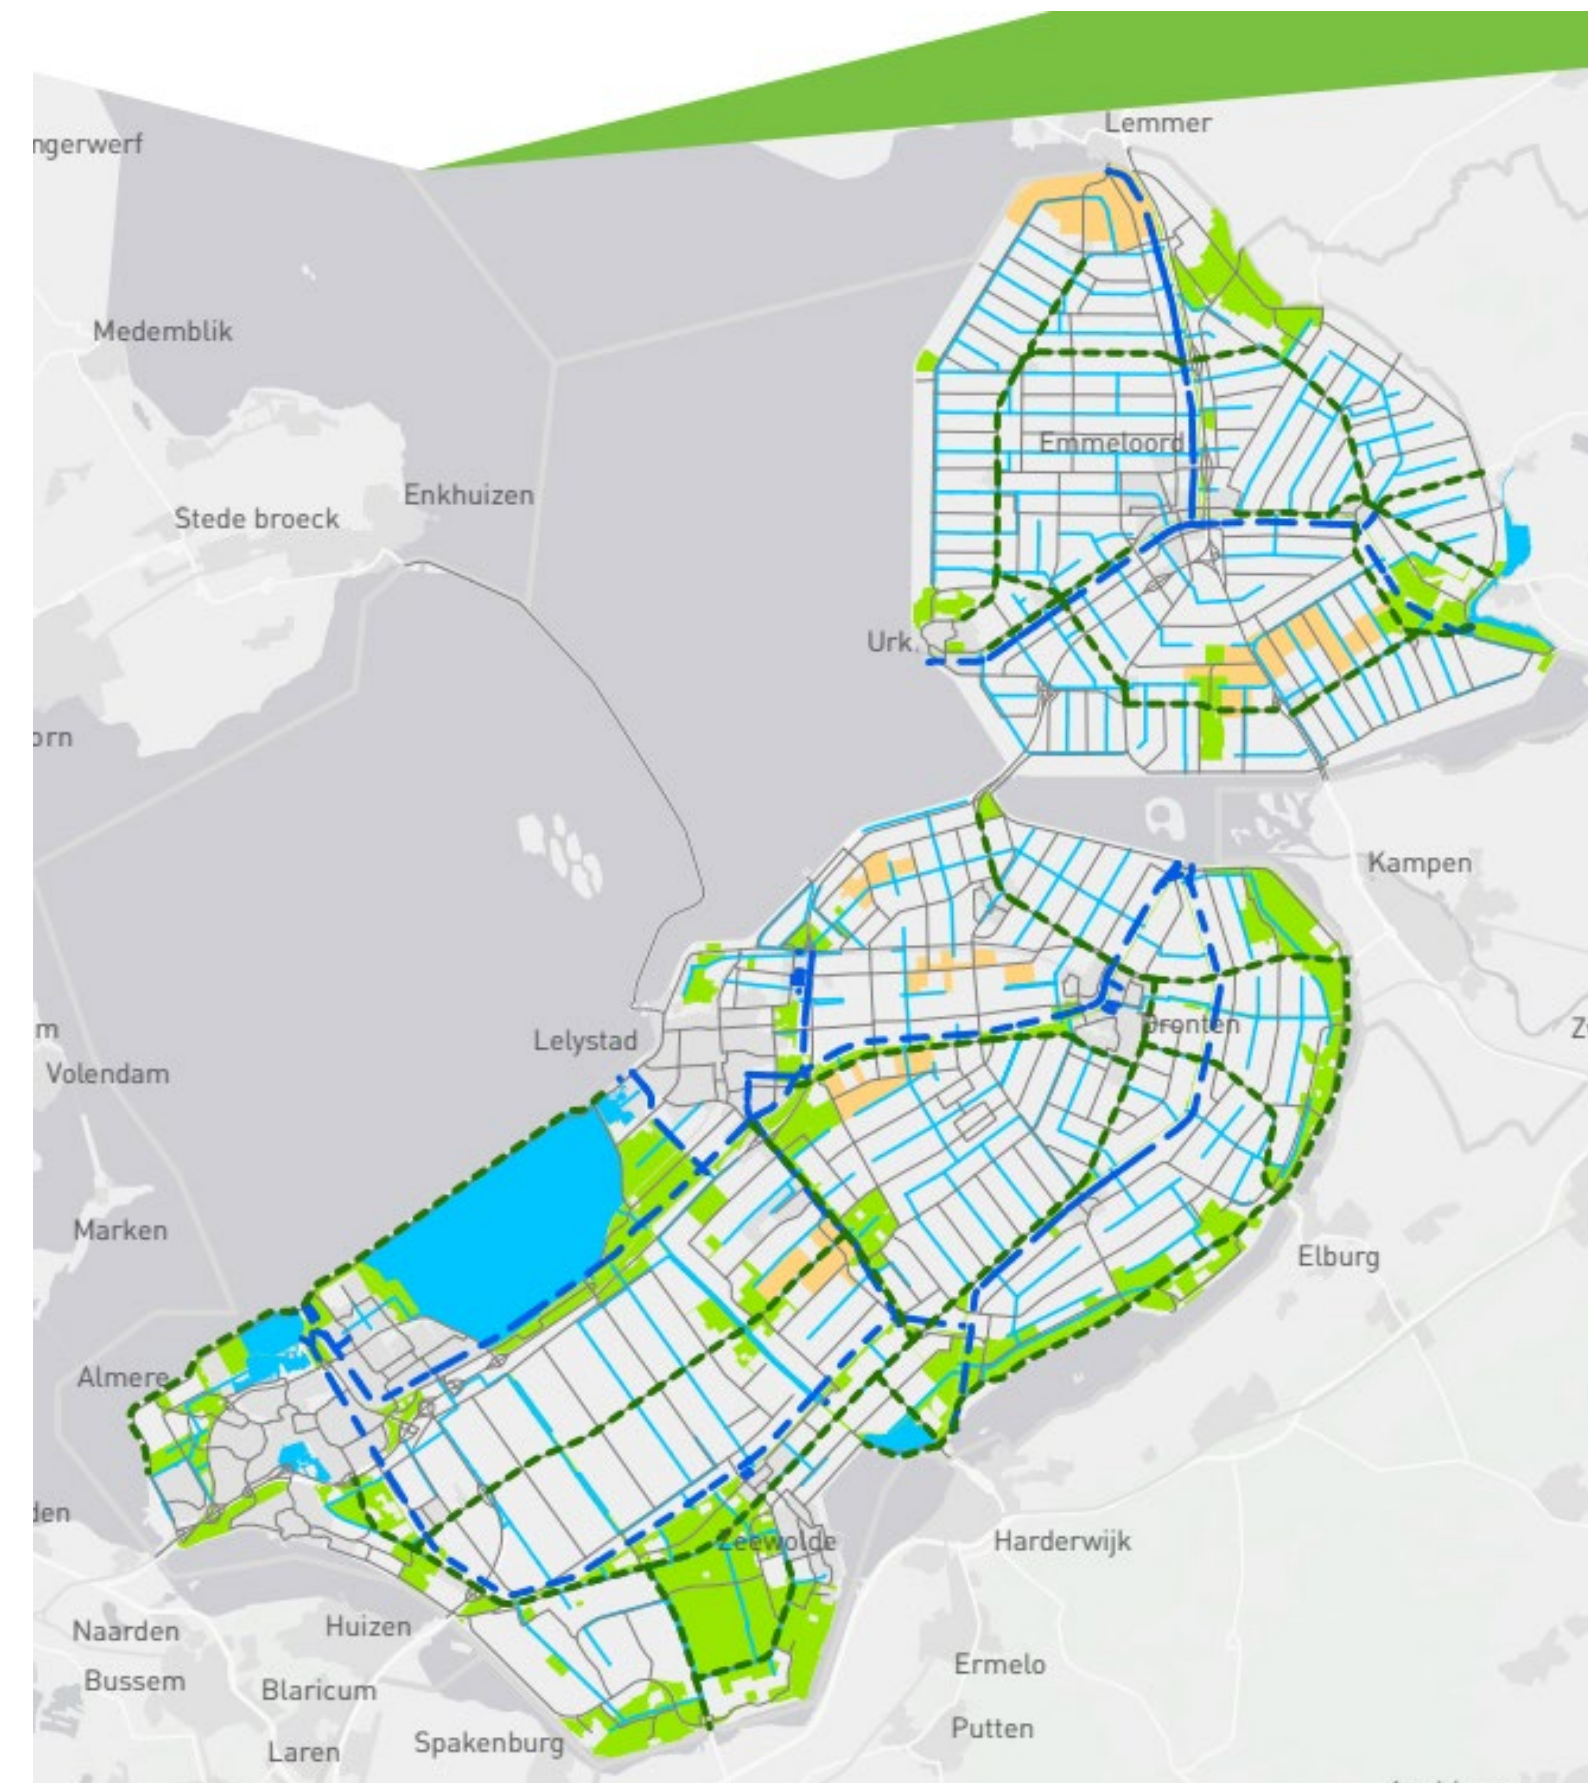 Lemmer
ngerwerf
Medemblik
Emmeloord
Enkhuizen
Stede broeck
Urk
orn
Kampen
Dronten
m
Lelystad
Z
Volendam
Marken
Elburg
Almere
den
Zeewolde
Harderwijk
Huizen
Naarden
Ermelo
Bussem
Blaricum
Putten
Spakenburg
Laren